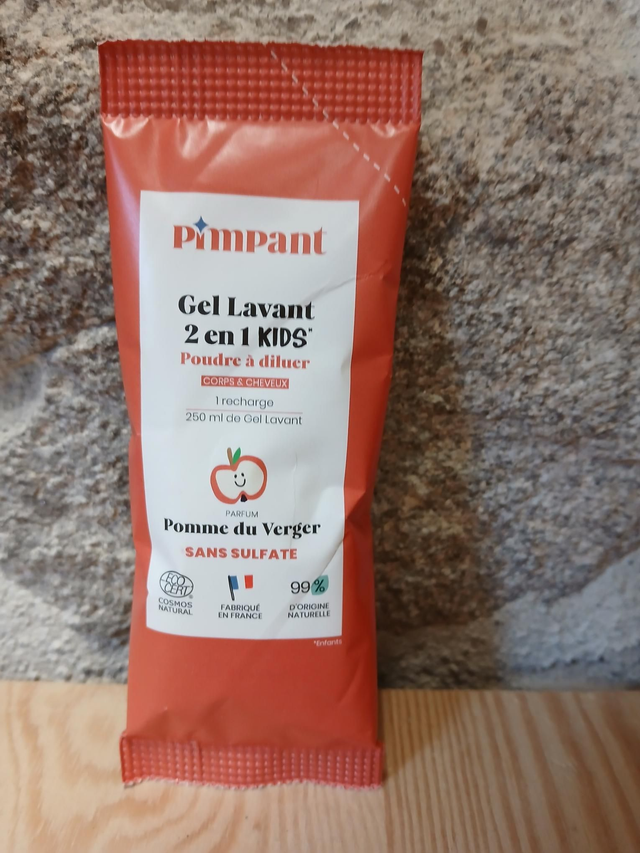 Pimpant
Gel Lavant
2 en 1 KIDS*
Poudre à diluer
CORPS & CHEVEUX
1 recharge
250 ml de Gel Lavant
PARFUM
Pomme du Verger
SANS SULFATE
ECO
CERT®
COSMOS
NATURAL
FABRIQUÉ
EN FRANCE
99%
D'ORIGINE
NATURELLE
*Enfants